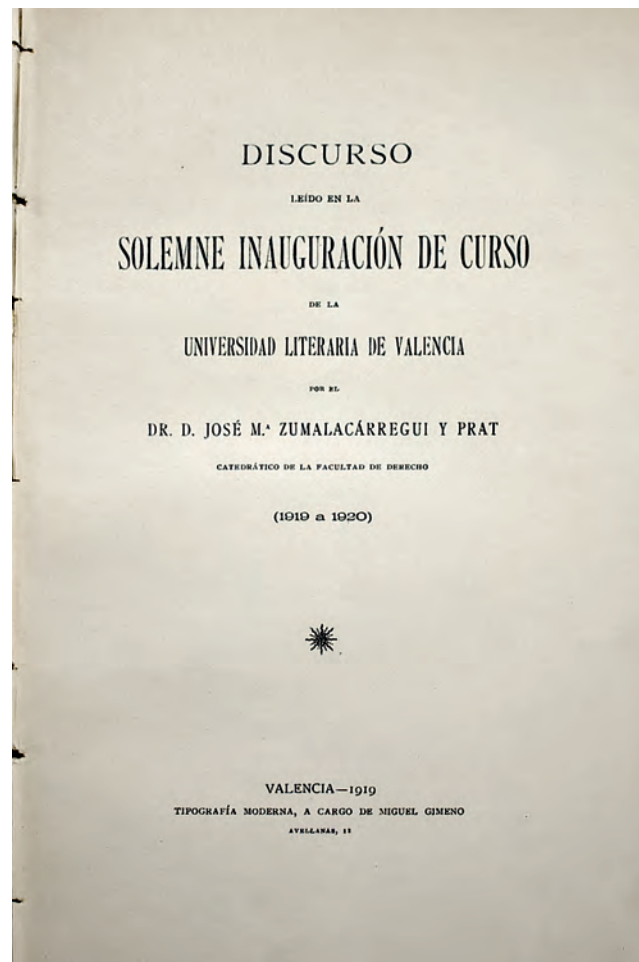 DISCURSO
LEÍDO EN LA
SOLEMNE INAUGURACIÓN DE CURSO
DE LA
UNIVERSIDAD LITERARIA DE VALENCIA
POR EL
DR. D. JOSÉ M.ª ZUMALACÁRREGUI Y PRAT
CATEDRÁTICO DE LA FACULTAD DE DERECHO
(1919 a 1920)
VALENCIA—1919
TIPOGRAFÍA MODERNA, A CARGO DE MIGUEL GIMENO
AVELLANAS, 11